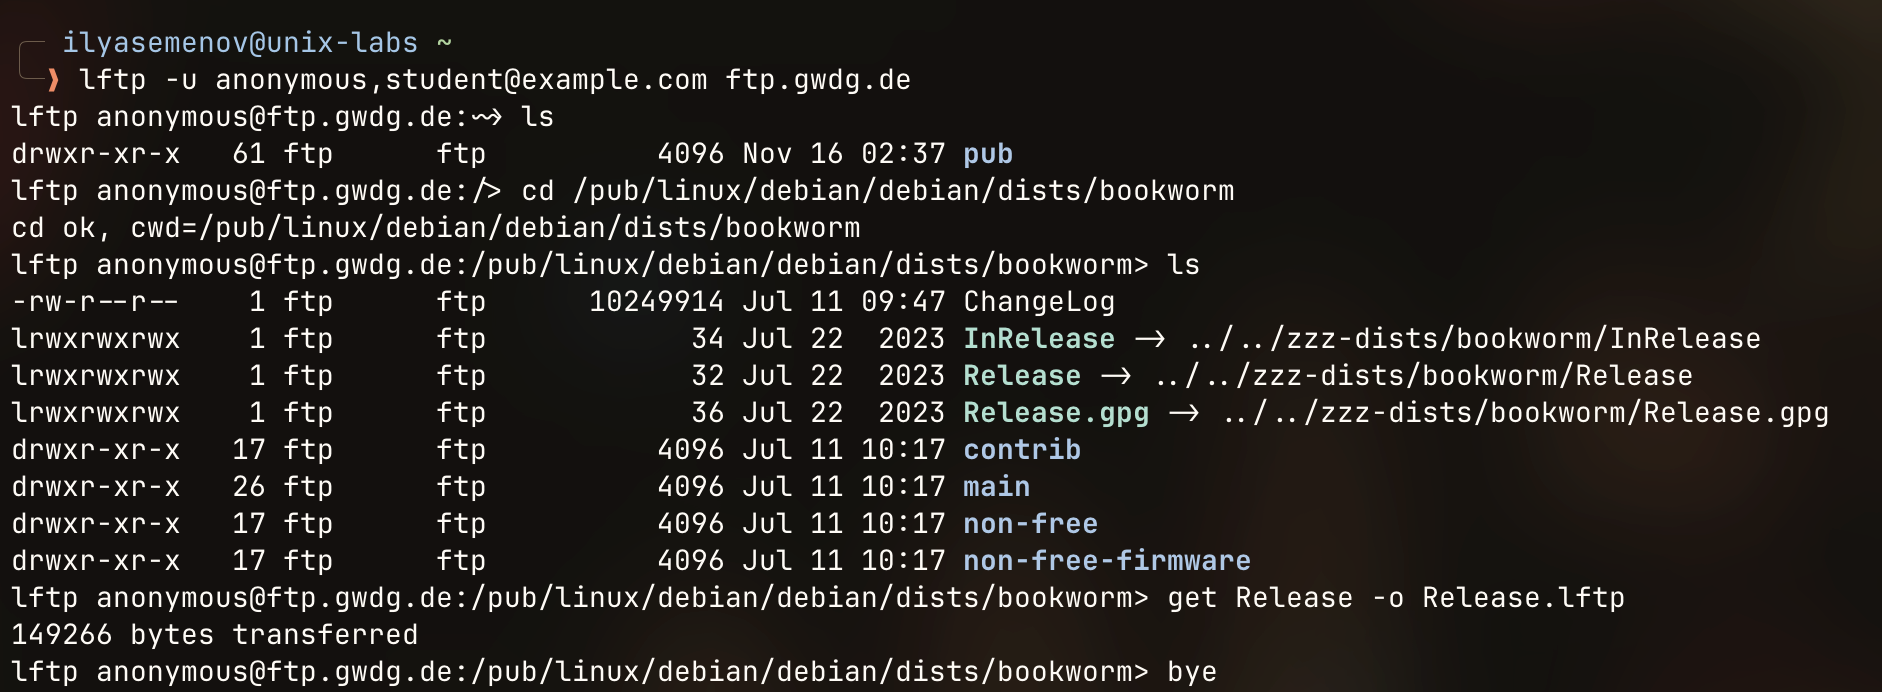 ilyasemenov@unix-labs ~
❯ lftp -u anonymous,student@example.com ftp.gwdg.de
lftp anonymous@ftp.gwdg.de:~> ls
drwxr-xr-x   61 ftp      ftp          4096 Nov 16 02:37 pub
lftp anonymous@ftp.gwdg.de:/> cd /pub/linux/debian/debian/dists/bookworm
cd ok, cwd=/pub/linux/debian/debian/dists/bookworm
lftp anonymous@ftp.gwdg.de:/pub/linux/debian/debian/dists/bookworm> ls
-rw-r--r--    1 ftp      ftp      10249914 Jul 11 09:47 ChangeLog
lrwxrwxrwx    1 ftp      ftp            34 Jul 22  2023 InRelease -> ../../zzz-dists/bookworm/InRelease
lrwxrwxrwx    1 ftp      ftp            32 Jul 22  2023 Release -> ../../zzz-dists/bookworm/Release
lrwxrwxrwx    1 ftp      ftp            36 Jul 22  2023 Release.gpg -> ../../zzz-dists/bookworm/Release.gpg
drwxr-xr-x   17 ftp      ftp          4096 Jul 11 10:17 contrib
drwxr-xr-x   26 ftp      ftp          4096 Jul 11 10:17 main
drwxr-xr-x   17 ftp      ftp          4096 Jul 11 10:17 non-free
drwxr-xr-x   17 ftp      ftp          4096 Jul 11 10:17 non-free-firmware
lftp anonymous@ftp.gwdg.de:/pub/linux/debian/debian/dists/bookworm> get Release -o Release.lftp
149266 bytes transferred
lftp anonymous@ftp.gwdg.de:/pub/linux/debian/debian/dists/bookworm> bye